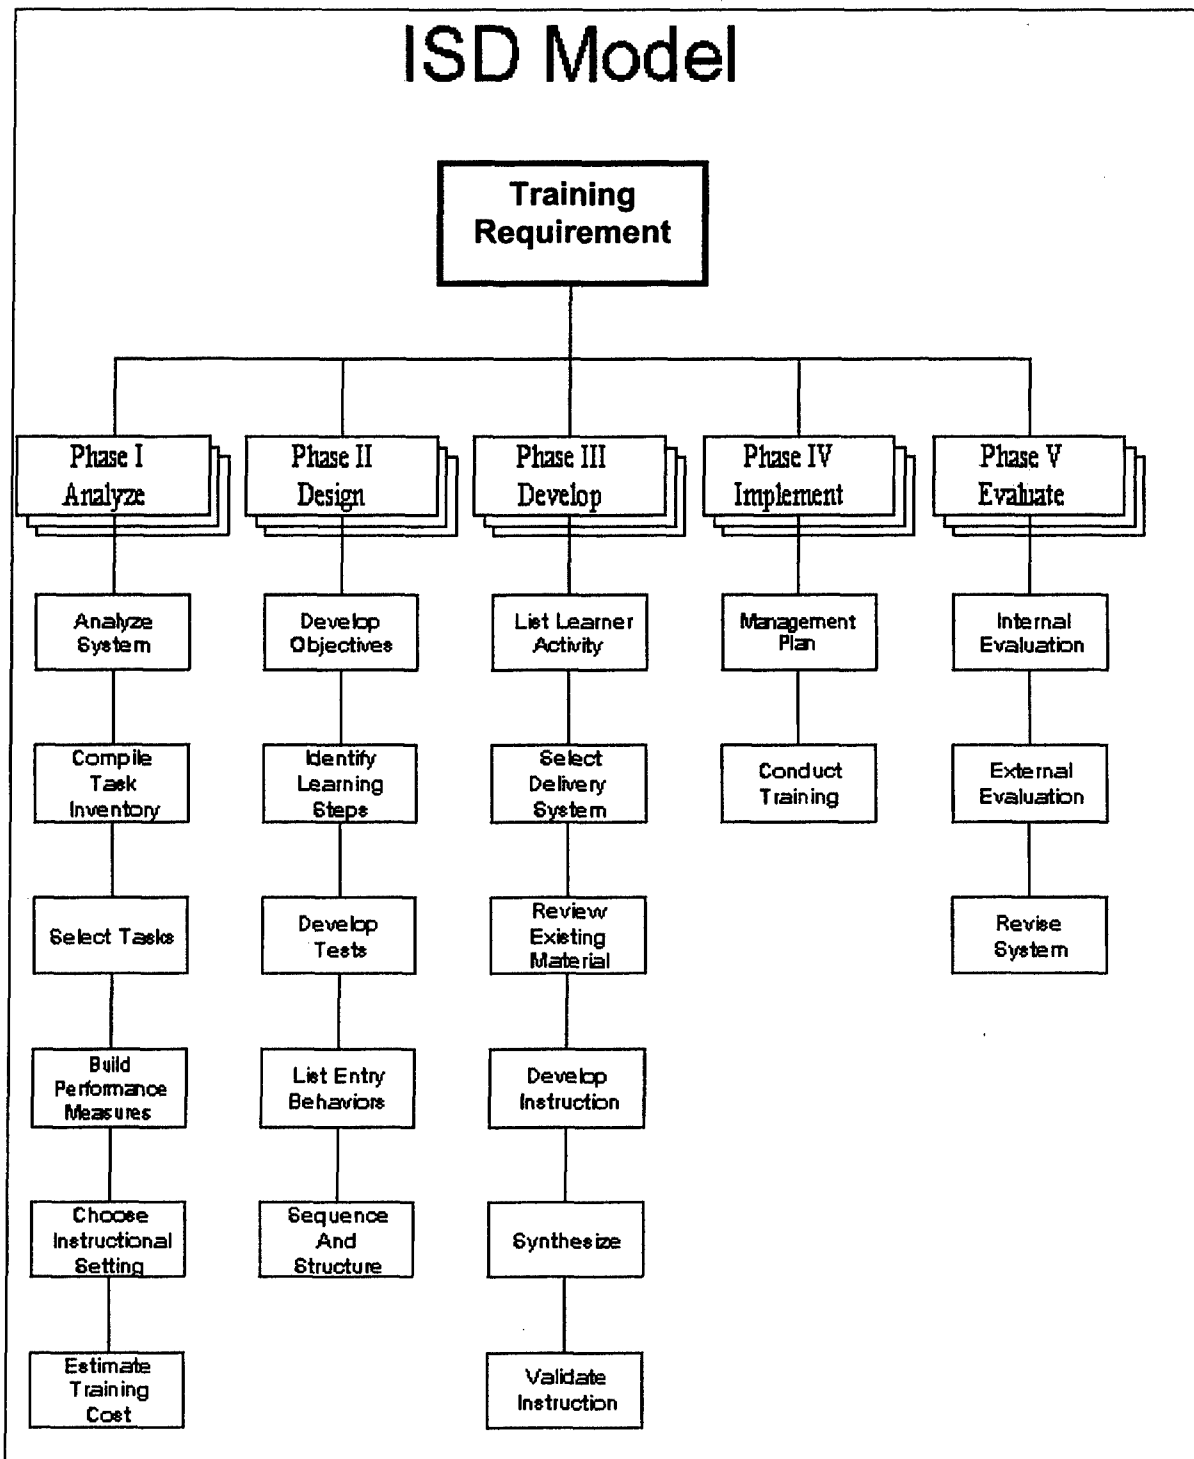 ISD Model
Training
Requirement
Phase I
Analyze
Phase II
Design
Phase III
Develop
Phase IV
Implement
Phase V
Evaluate
Analyze
System
Compile
Task
Inventory
Select Tasks
Build
Performance
Measures
Choose
Instructional
Setting
Estimate
Training
Cost
Develop
Objectives
Identify
Learning
Steps
Develop
Tests
List Entry
Behaviors
Sequence
And
Structure
List Learner
Activity
Select
Delivery
System
Review
Existing
Material
Develop
Instruction
Synthesize
Validate
Instruction
Management
Plan
Conduct
Training
Internal
Evaluation
External
Evaluation
Revise
System